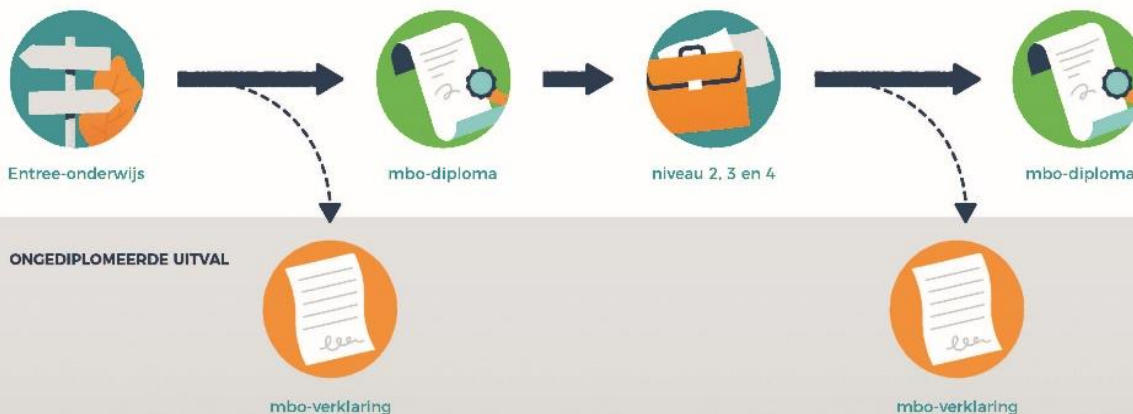 Entree-onderwijs
mbo-diploma
niveau 2, 3 en 4
mbo-diploma
ONGEDIPLOMEERDE UITVAL
mbo-verklaring
mbo-verklaring